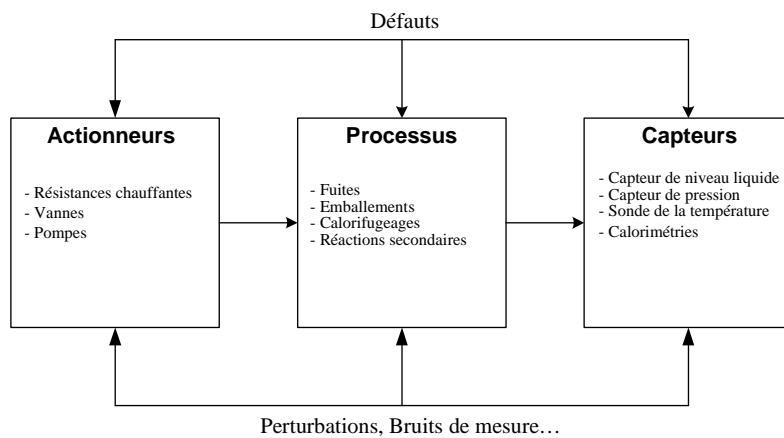 Défauts
Actionneurs
- Résistances chauffantes
- Vannes
- Pompes
Processus
- Fuites
- Emballements
- Calorifugeages
- Réactions secondaires
Capteurs
- Capteur de niveau liquide
- Capteur de pression
- Sonde de la température
- Calorimétries
Perturbations, Bruits de mesure…